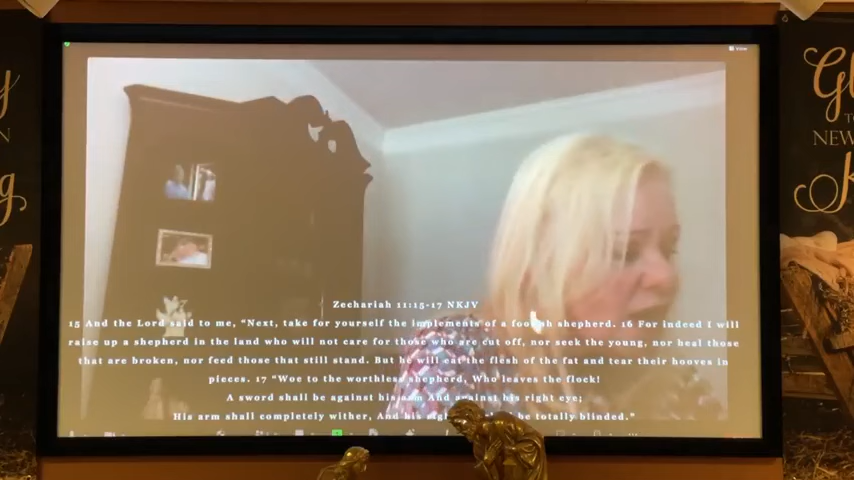 View
Zechariah 11:15-17 NKJV
15 And the Lord said to me, “Next, take for yourself the implements of a foolish shepherd. 16 For indeed I will
raise up a shepherd in the land who will not care for those who are cut off, nor seek the young, nor heal those
that are broken, nor feed those that still stand. But he will eat the flesh of the fat and tear their hooves in
pieces. 17 “Woe to the worthless shepherd, Who leaves the flock!
A sword shall be against his arm And against his right eye;
His arm shall completely wither, And his right be totally blinded.”
NEW